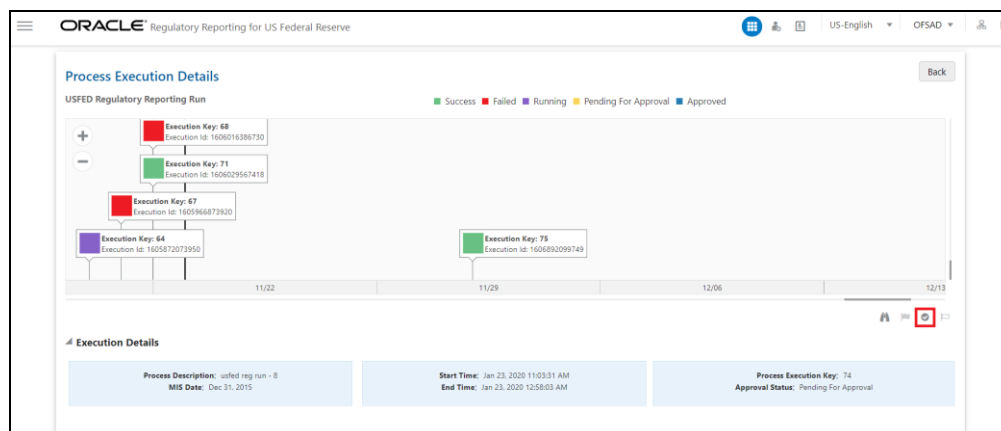 ORACLE® Regulatory Reporting for US Federal Reserve
US-English
OFSAD
Process Execution Details
Back
USFED Regulatory Reporting Run
Success Failed Running Pending For Approval Approved
Execution Key: 68
Execution Id: 1606016386730
Execution Key: 71
Execution Id: 1606029567418
Execution Key: 67
Execution Id: 1605966873920
Execution Key: 64
Execution Id: 1605872073950
Execution Key: 75
Execution Id: 1606892099749
11/22 11/29 12/06 12/13
Execution Details
Process Description: usfed reg run - 8
MIS Date: Dec 31, 2015
Start Time: Jan 23, 2020 11:03:31 AM
End Time: Jan 23, 2020 12:58:03 AM
Process Execution Key: 74
Approval Status: Pending For Approval